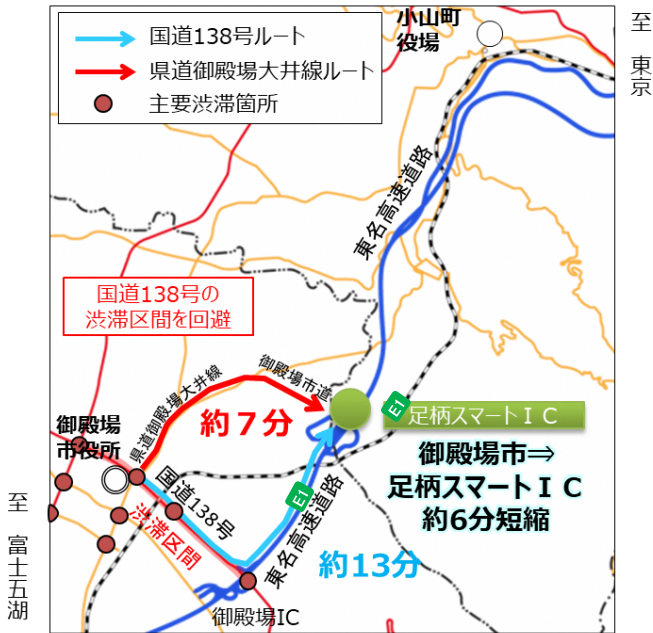 国道138号ルート
県道御殿場大井線ルート
主要渋滞箇所
小山町
役場
至 東京
東名高速道路
国道138号の
渋滞区間を回避
県道御殿場大井線
御殿場市道
約7分
E1
足柄スマートＩＣ
御殿場市⇒
足柄スマートＩＣ
約6分短縮
御殿場
市役所
国道138号
渋滞区間
E1
東名高速道路
約13分
御殿場IC
至 富士五湖